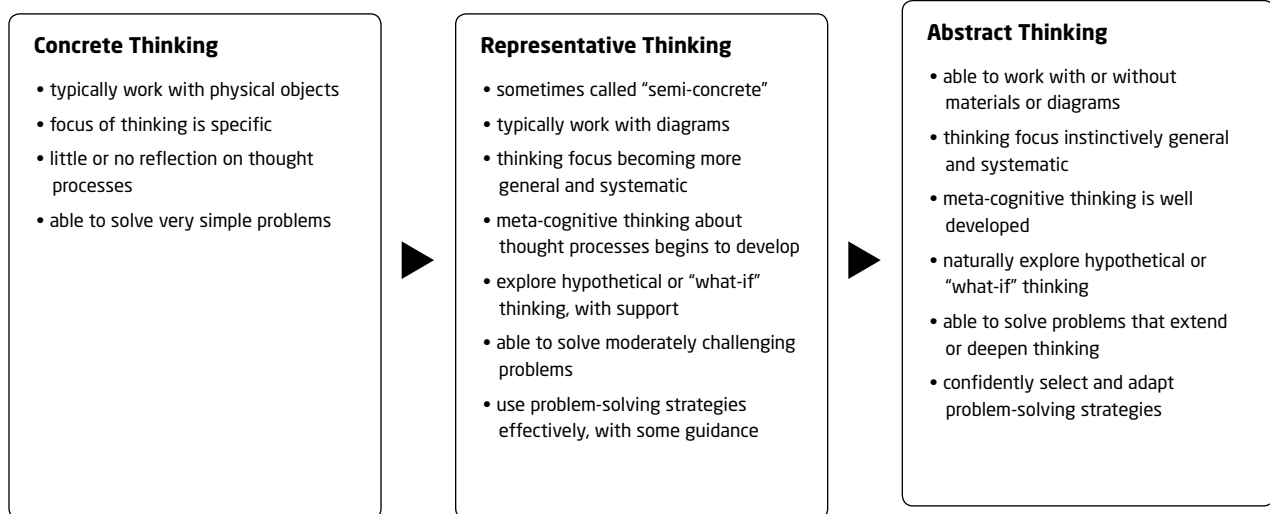 Concrete Thinking
• typically work with physical objects
• focus of thinking is specific
• little or no reflection on thought
processes
• able to solve very simple problems
Representative Thinking
• sometimes called “semi-concrete”
• typically work with diagrams
• thinking focus becoming more
general and systematic
• meta-cognitive thinking about
thought processes begins to develop
• explore hypothetical or “what-if”
thinking, with support
• able to solve moderately challenging
problems
• use problem-solving strategies
effectively, with some guidance
Abstract Thinking
• able to work with or without
materials or diagrams
• thinking focus instinctively general
and systematic
• meta-cognitive thinking is well
developed
• naturally explore hypothetical or
“what-if” thinking
• able to solve problems that extend
or deepen thinking
• confidently select and adapt
problem-solving strategies